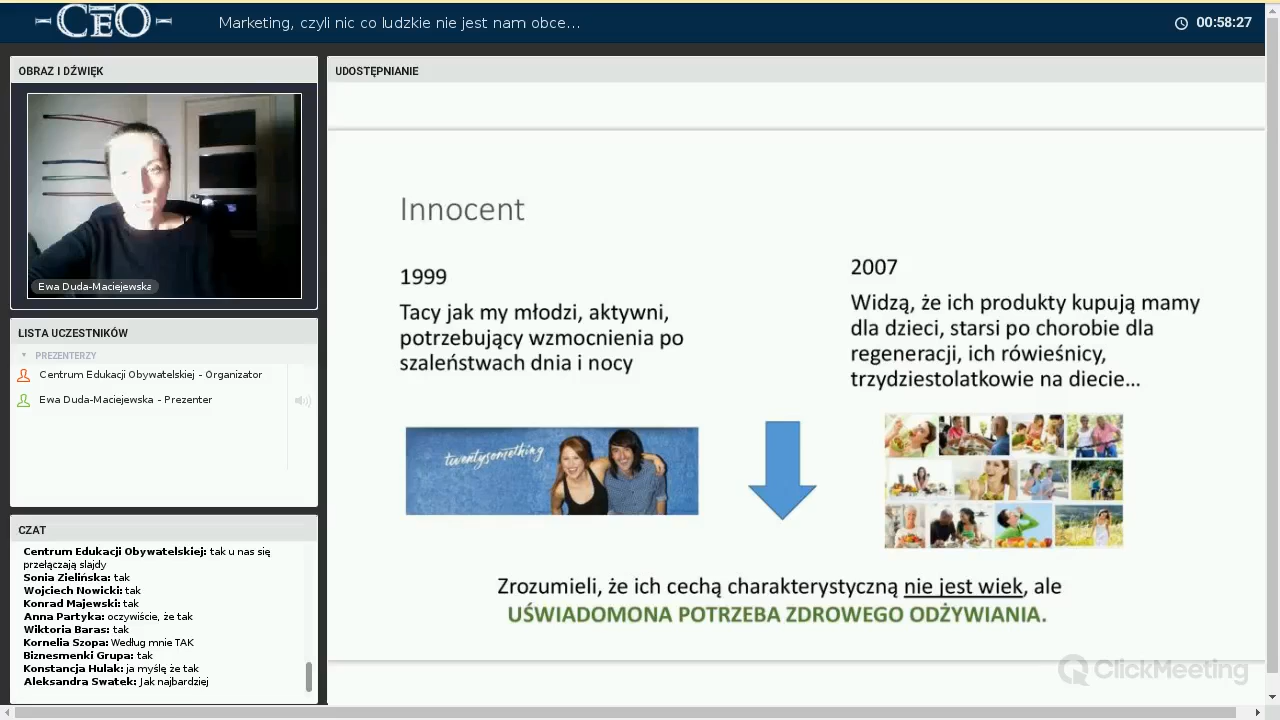 CEO
Marketing, czyli nic co ludzkie nie jest nam obce...
00:58:27
OBRAZ I DŹWIĘK
Ewa Duda-Maciejewska
LISTA UCZESTNIKÓW
PREZENTERZY
Centrum Edukacji Obywatelskiej - Organizator
Ewa Duda-Maciejewska - Prezenter
CZAT
Centrum Edukacji Obywatelskiej: tak u nas się
przełączają slajdy
Sonia Zielińska: tak
Wojciech Nowicki: tak
Konrad Majewski: tak
Anna Partyka: oczywiście, że tak
Wiktoria Baras: tak
Kornelia Szopa: Według mnie TAK
Biznesmenki Grupa: tak
Konstancja Hulak: ja myślę że tak
Aleksandra Swatek: Jak najbardziej
UDOSTĘPNIANIE
Innocent
1999
Tacy jak my młodzi, aktywni,
potrzebujący wzmocnienia po
szaleństwach dnia i nocy
twentysomething
2007
Widzą, że ich produkty kupują mamy
dla dzieci, starsi po chorobie dla
regeneracji, ich rówieśnicy,
trzydziestolatkowie na diecie...
Zrozumieli, że ich cechą charakterystyczną nie jest wiek, ale
UŚWIADOMONA POTRZEBA ZDROWEGO ODŻYWIANIA.
ClickMeeting